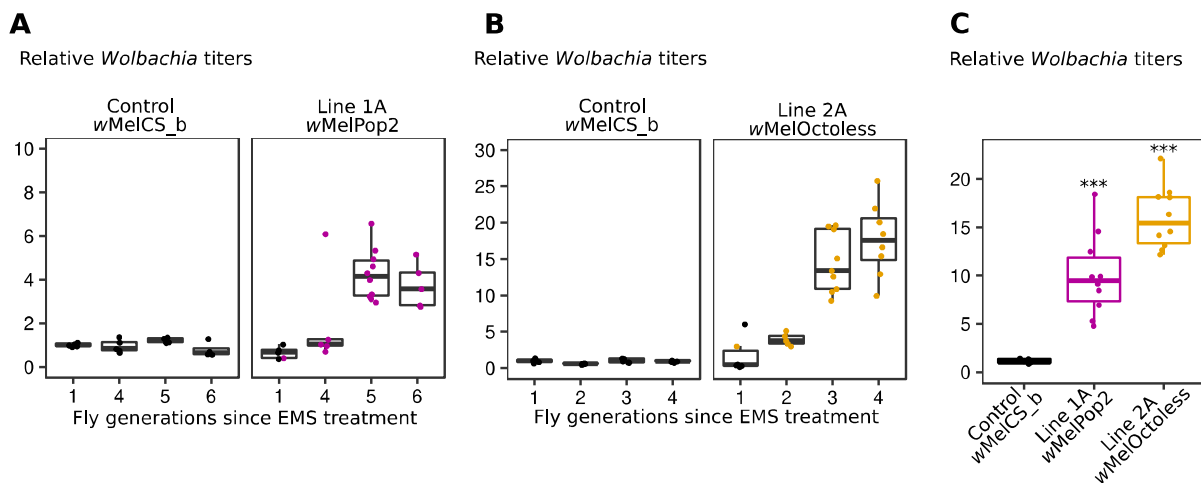 A
Relative Wolbachia titers
Control
wMelCS_b
Line 1A
wMelPop2
10
8
6
4
2
0
1 4 5 6
1 4 5 6
Fly generations since EMS treatment
B
Relative Wolbachia titers
Control
wMelCS_b
Line 2A
wMelOctoless
30
25
20
15
10
5
0
1 2 3 4
1 2 3 4
Fly generations since EMS treatment
C
Relative Wolbachia titers
***
***
20
15
10
5
0
Control
wMelCS_b
Line 1A
wMelPop2
Line 2A
wMelOctoless